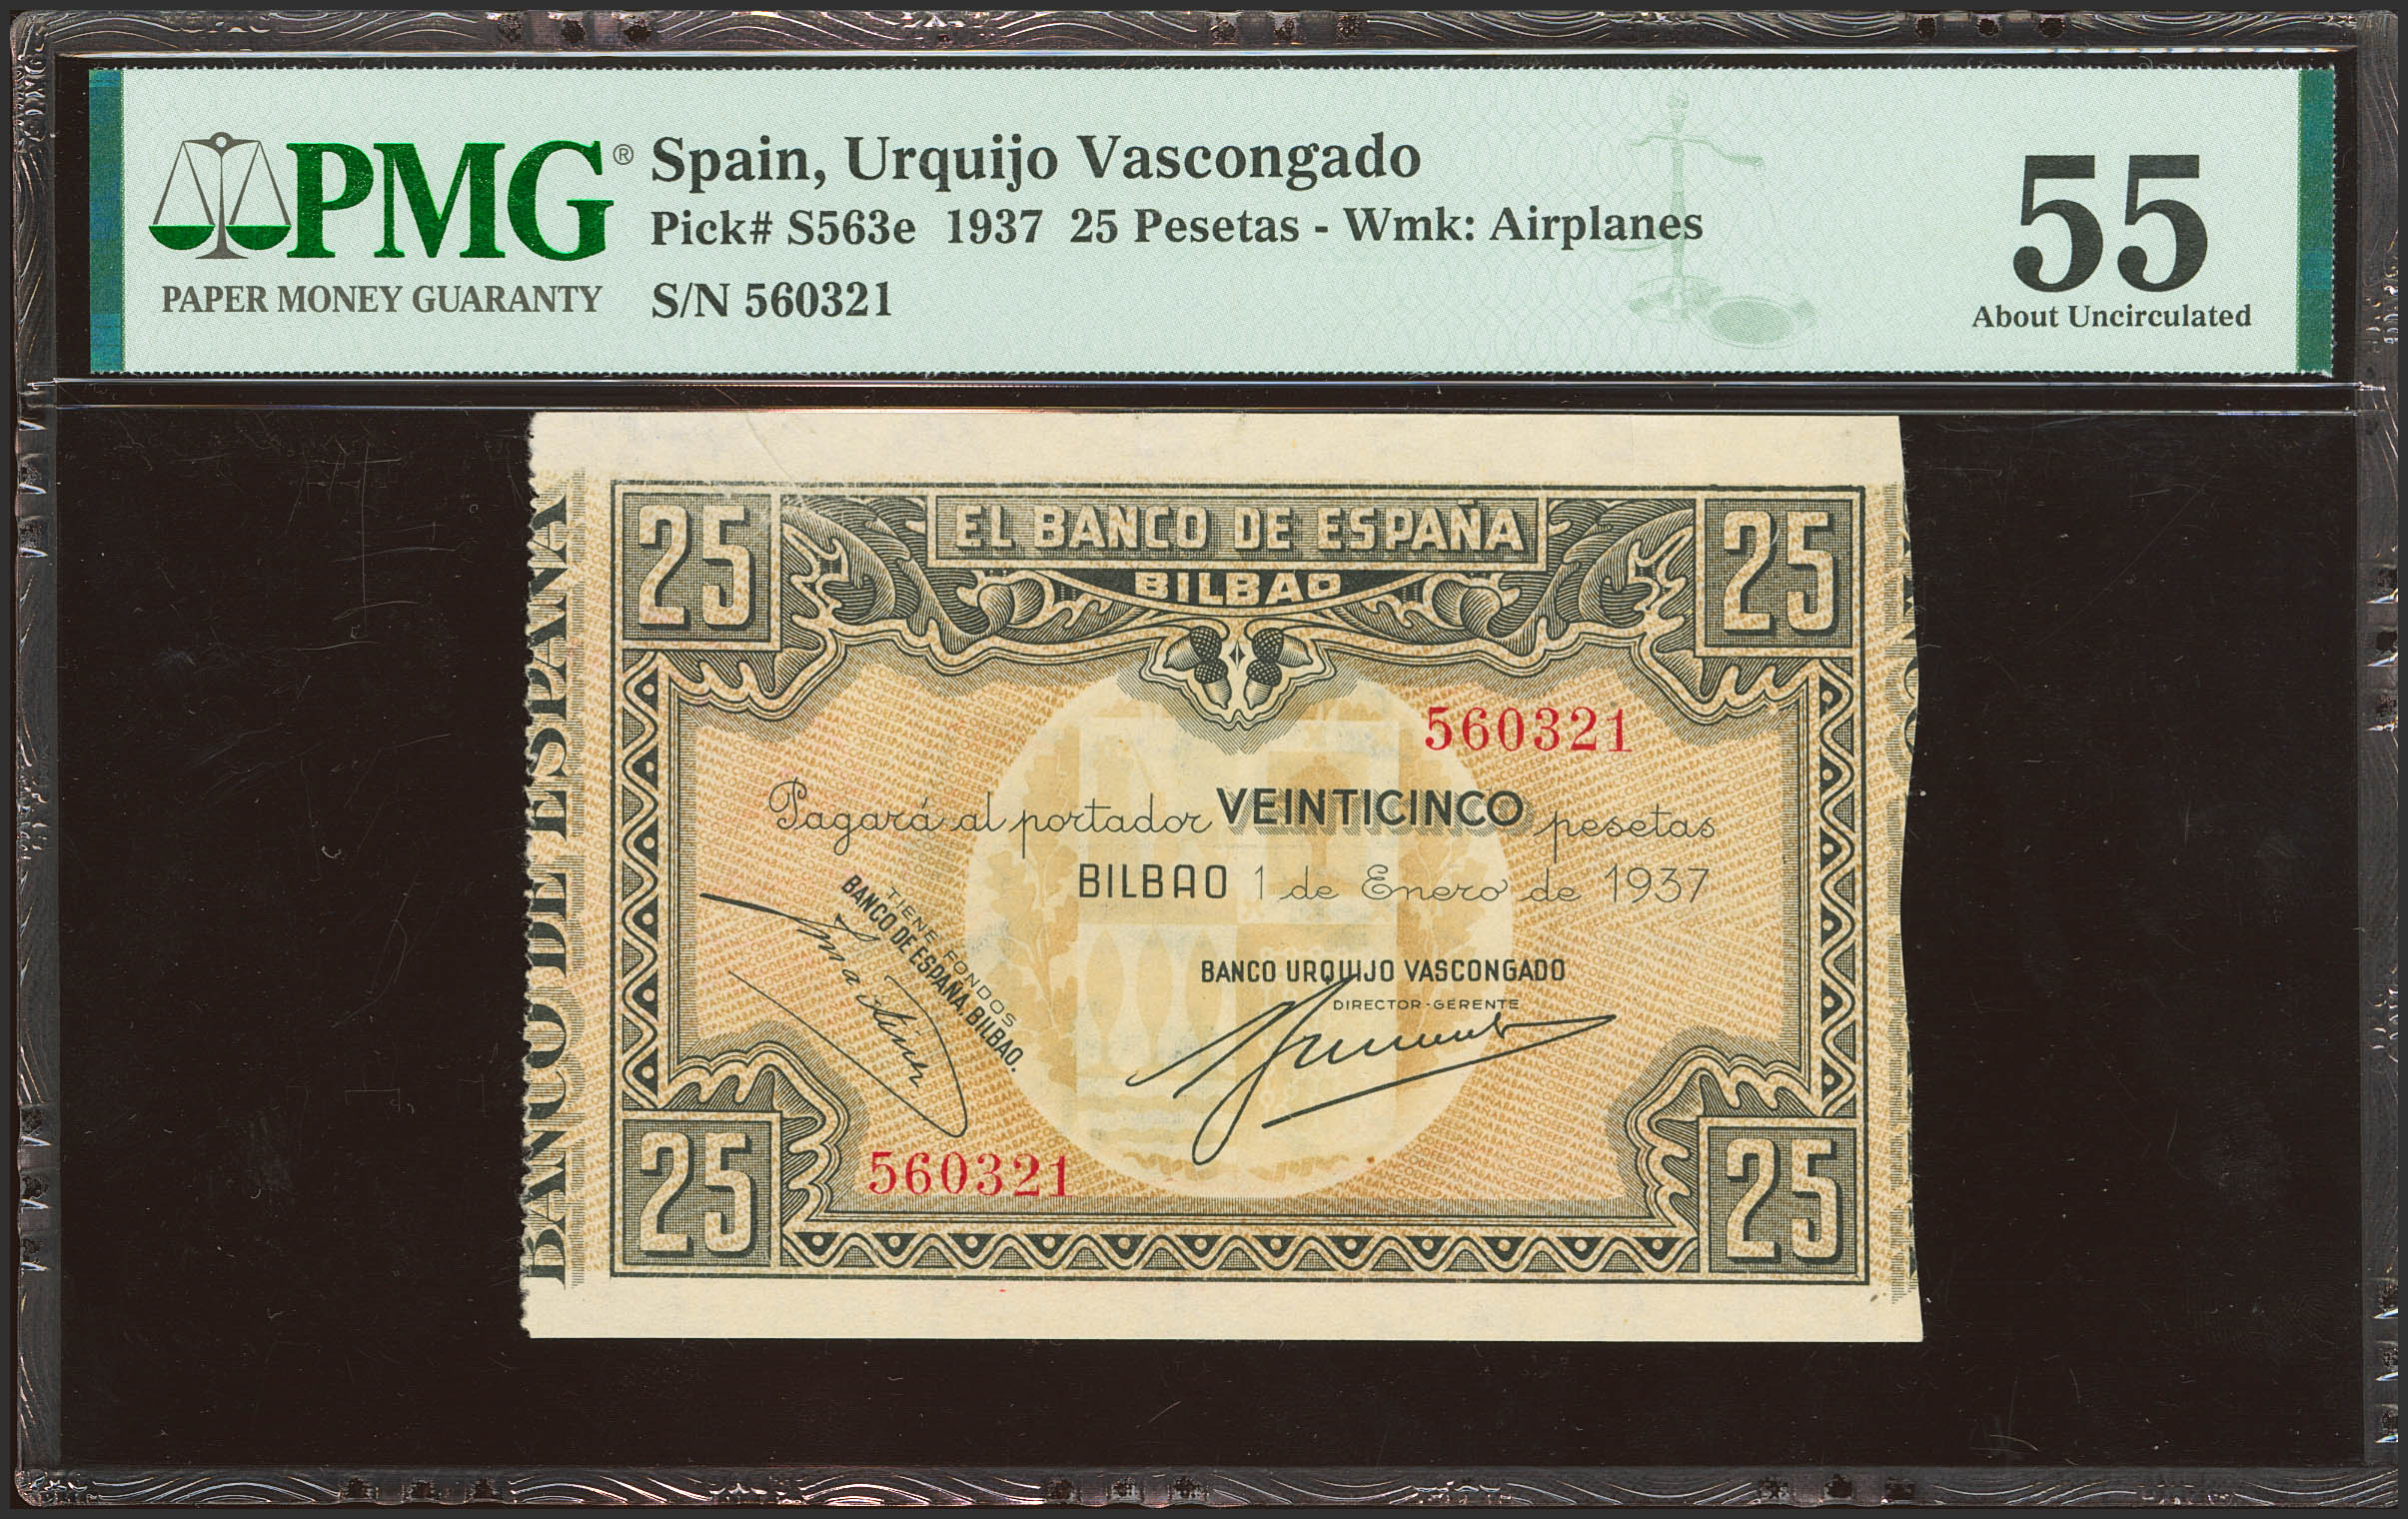 PMG®
PAPER MONEY GUARANTY
Spain, Urquijo Vascongado
Pick# S563e 1937 25 Pesetas - Wmk: Airplanes
S/N 560321
55
About Uncirculated
BANCO DE ESPAÑA
25
EL BANCO DE ESPAÑA
25
BILBAO
560321
Pagará al portador VEINTICINCO pesetas
BILBAO 1 de Enero de 1937
TIENE FONDOS
BANCO DE ESPAÑA. BILBAO.
BANCO URQUIJO VASCONGADO
DIRECTOR-GERENTE
560321
25
25